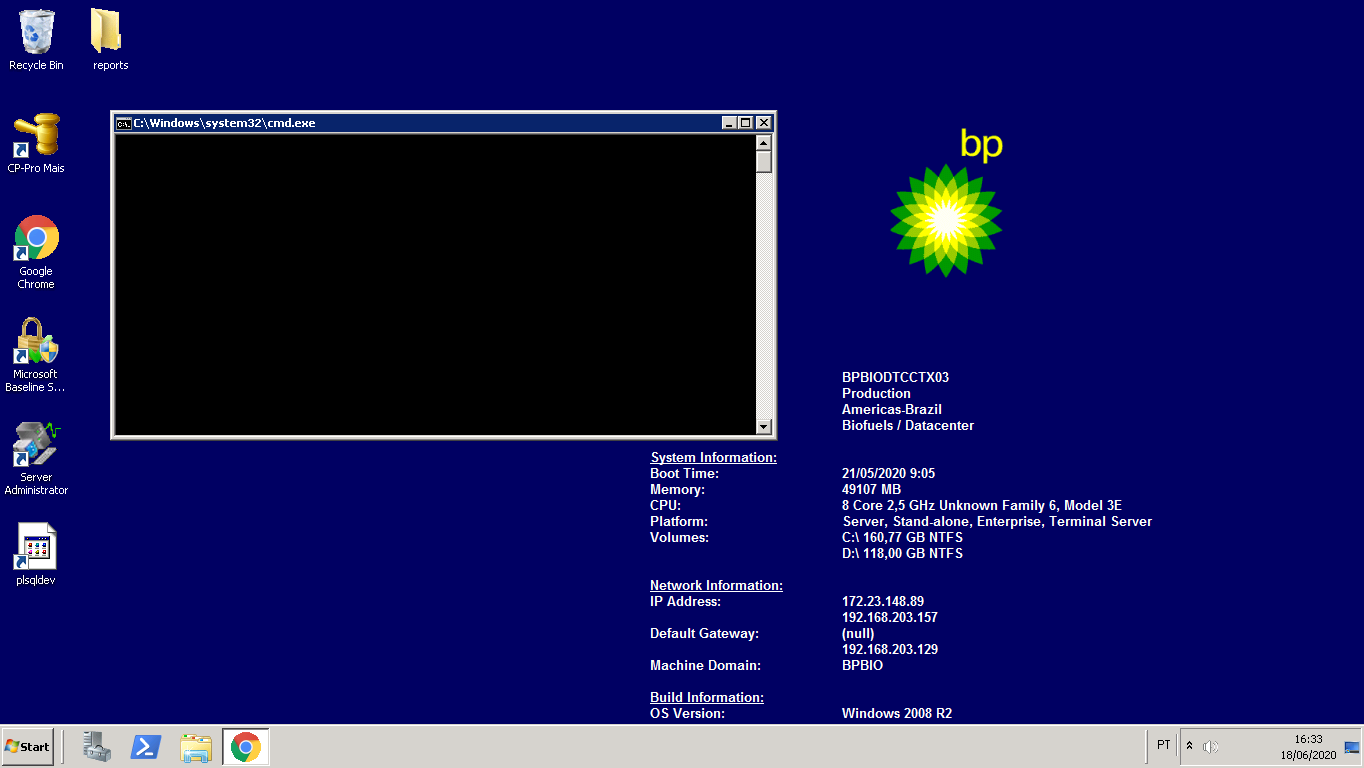 Recycle Bin
reports
CP-Pro Mais
Google
Chrome
Microsoft
Baseline S...
Server
Administrator
plsqldev
C:\Windows\system32\cmd.exe
bp
BPBIODTCCTX03
Production
Americas-Brazil
Biofuels / Datacenter
System Information:
Boot Time: 21/05/2020 9:05
Memory: 49107 MB
CPU: 8 Core 2,5 GHz Unknown Family 6, Model 3E
Platform: Server, Stand-alone, Enterprise, Terminal Server
Volumes: C:\ 160,77 GB NTFS
D:\ 118,00 GB NTFS
Network Information:
IP Address: 172.23.148.89
192.168.203.157
Default Gateway: (null)
192.168.203.129
Machine Domain: BPBIO
Build Information:
OS Version: Windows 2008 R2
Start
PT
16:33
18/06/2020